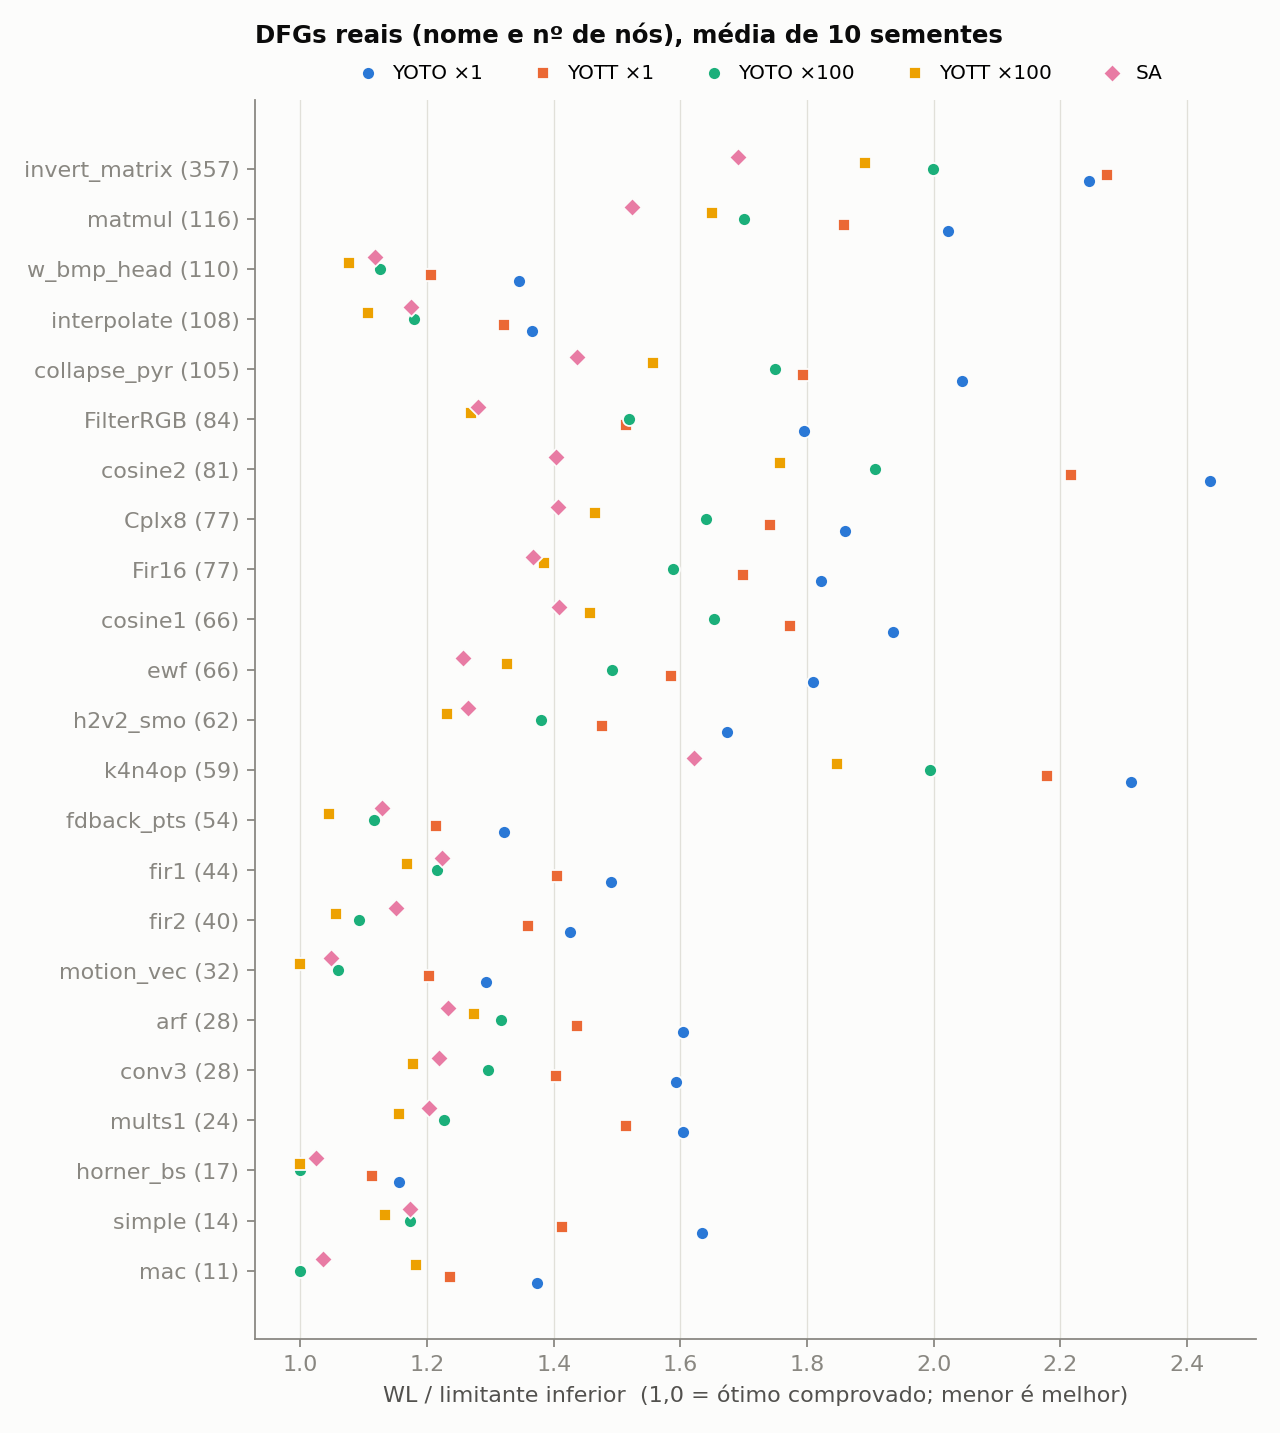 DFGs reais (nome e nº de nós), média de 10 sementes
YOTO ×1 YOTT ×1 YOTO ×100 YOTT ×100 SA
invert_matrix (357)
matmul (116)
w_bmp_head (110)
interpolate (108)
collapse_pyr (105)
FilterRGB (84)
cosine2 (81)
Cplx8 (77)
Fir16 (77)
cosine1 (66)
ewf (66)
h2v2_smo (62)
k4n4op (59)
fdback_pts (54)
fir1 (44)
fir2 (40)
motion_vec (32)
arf (28)
conv3 (28)
mults1 (24)
horner_bs (17)
simple (14)
mac (11)
1.0 1.2 1.4 1.6 1.8 2.0 2.2 2.4
WL / limitante inferior (1,0 = ótimo comprovado; menor é melhor)